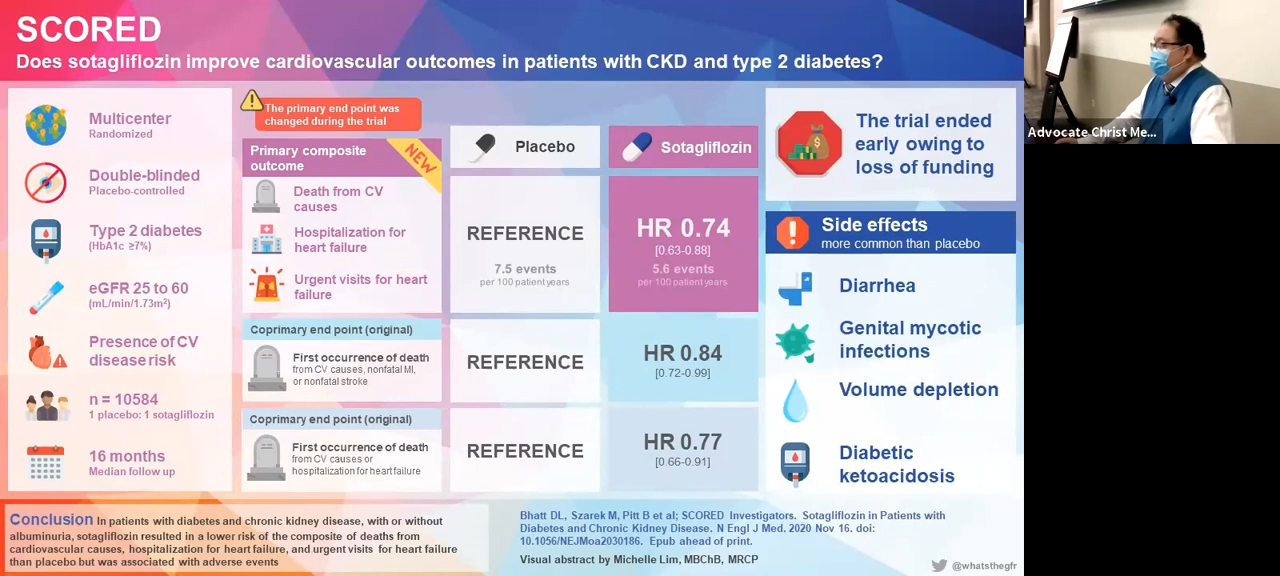 SCORED
Does sotagliflozin improve cardiovascular outcomes in patients with CKD and type 2 diabetes?
Multicenter
Randomized
Double-blinded
Placebo-controlled
Type 2 diabetes
(HbA1c ≥7%)
eGFR 25 to 60
(mL/min/1.73m²)
Presence of CV
disease risk
n = 10584
1 placebo: 1 sotagliflozin
16 months
Median follow up
The primary end point was
changed during the trial
Primary composite
outcome
NEW
Death from CV
causes
Hospitalization for
heart failure
Urgent visits for heart
failure
Placebo
Sotagliflozin
REFERENCE
7.5 events
per 100 patient years
HR 0.74
[0.63-0.88]
5.6 events
per 100 patient years
Coprimary end point (original)
First occurrence of death
from CV causes, nonfatal MI,
or nonfatal stroke
REFERENCE
HR 0.84
[0.72-0.99]
Coprimary end point (original)
First occurrence of death
from CV causes or
hospitalization for heart failure
REFERENCE
HR 0.77
[0.66-0.91]
The trial ended
early owing to
loss of funding
Side effects
more common than placebo
Diarrhea
Genital mycotic
infections
Volume depletion
Diabetic
ketoacidosis
Conclusion In patients with diabetes and chronic kidney disease, with or without
albuminuria, sotagliflozin resulted in a lower risk of the composite of deaths from
cardiovascular causes, hospitalization for heart failure, and urgent visits for heart failure
than placebo but was associated with adverse events
Bhatt DL, Szarek M, Pitt B et al; SCORED Investigators. Sotagliflozin in Patients with
Diabetes and Chronic Kidney Disease. N Engl J Med. 2020 Nov 16. doi:
10.1056/NEJMoa2030186. Epub ahead of print.
Visual abstract by Michelle Lim, MBChB, MRCP
@whatsthegfr
Advocate Christ Me...